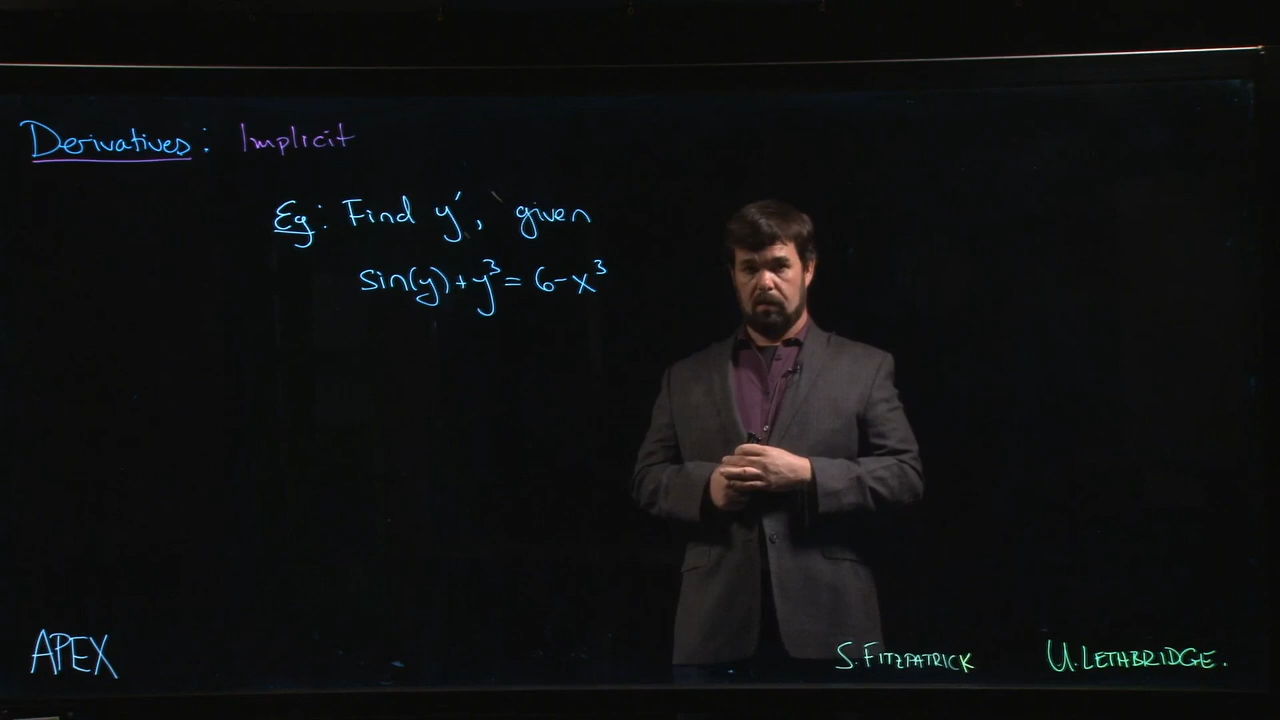 Derivatives: Implicit
Eg: Find y', given
sin(y)+y³=6-x³
APEX
S. FITZPATRICK
U. LETHBRIDGE.